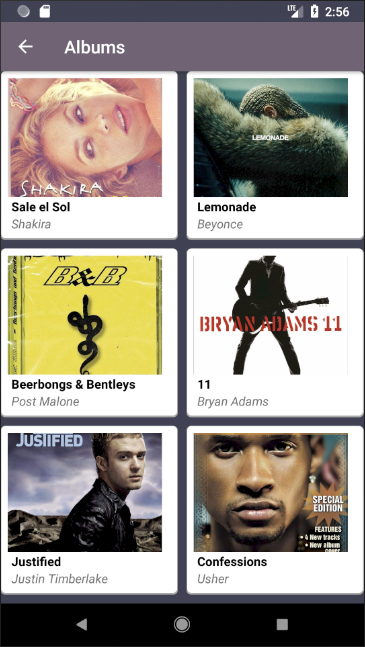 LTE 2:56
Albums
SHAKIRA
Sale el Sol
Shakira
LEMONADE
Lemonade
Beyonce
B&B
Beerbongs & Bentleys
Post Malone
BRYAN ADAMS 11
11
Bryan Adams
JUSTIFIED
Justified
Justin Timberlake
SPECIAL
EDITION
FEATURES
• 4 New tracks
• New album
Confessions
Usher